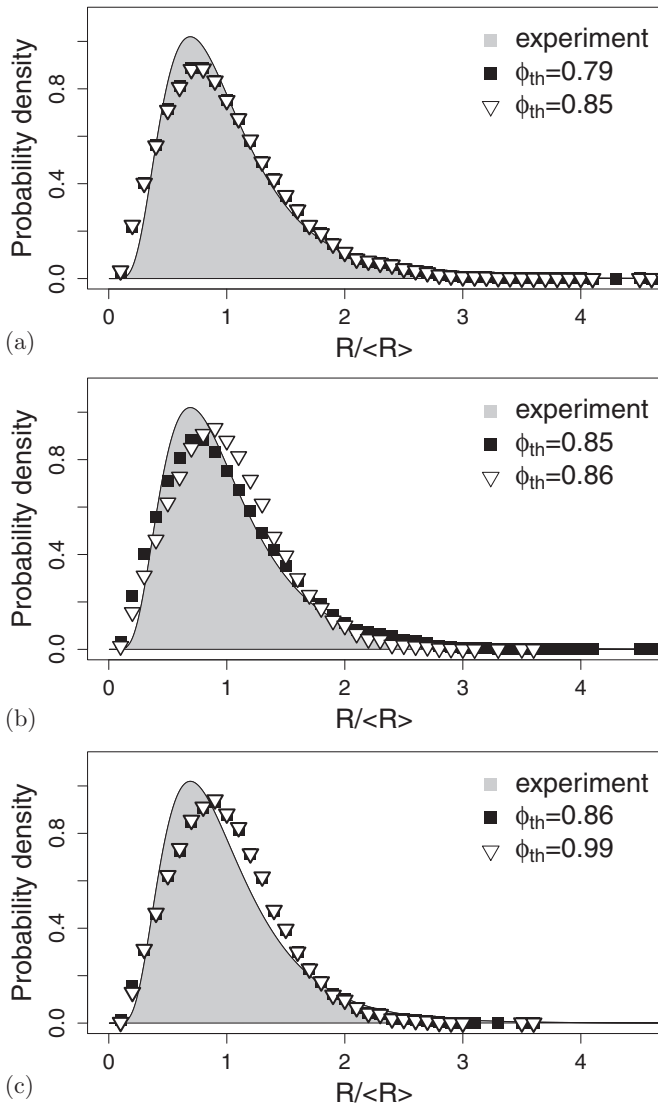 experiment
ϕth=0.79
ϕth=0.85
Probability density
0.0 0.4 0.8
0 1 2 3 4
R/<R>
(a)
experiment
ϕth=0.85
ϕth=0.86
Probability density
0.0 0.4 0.8
0 1 2 3 4
R/<R>
(b)
experiment
ϕth=0.86
ϕth=0.99
Probability density
0.0 0.4 0.8
0 1 2 3 4
R/<R>
(c)